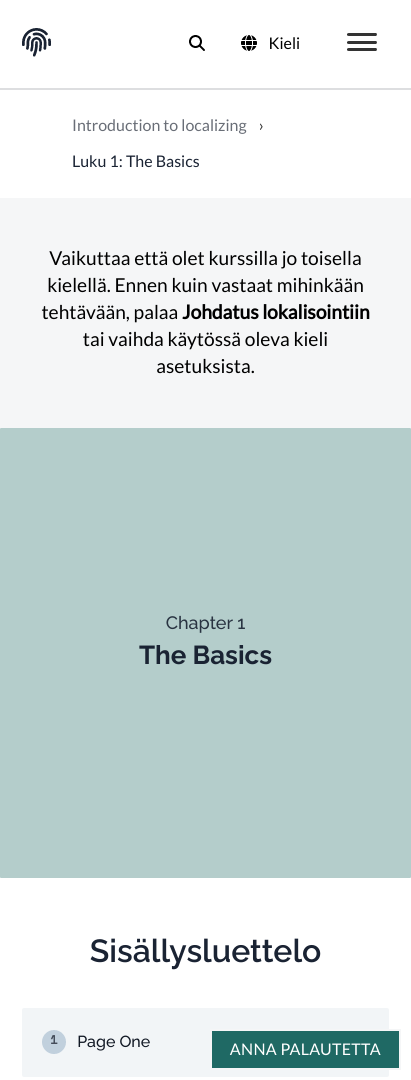 Kieli
Introduction to localizing ›
Luku 1: The Basics
Vaikuttaa että olet kurssilla jo toisella
kielellä. Ennen kuin vastaat mihinkään
tehtävään, palaa Johdatus lokalisointiin
tai vaihda käytössä oleva kieli
asetuksista.
Chapter 1
The Basics
Sisällysluettelo
1 Page One
ANNA PALAUTETTA